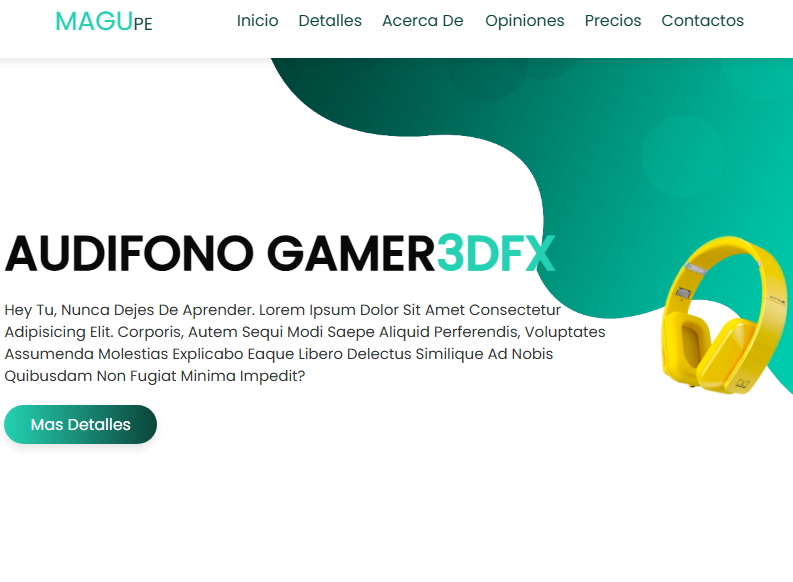 MAGUPE
Inicio Detalles Acerca De Opiniones Precios Contactos
AUDIFONO GAMER3DFX
Hey Tu, Nunca Dejes De Aprender. Lorem Ipsum Dolor Sit Amet Consectetur
Adipisicing Elit. Corporis, Autem Sequi Modi Saepe Aliquid Perferendis, Voluptates
Assumenda Molestias Explicabo Eaque Libero Delectus Similique Ad Nobis
Quibusdam Non Fugiat Minima Impedit?
Mas Detalles